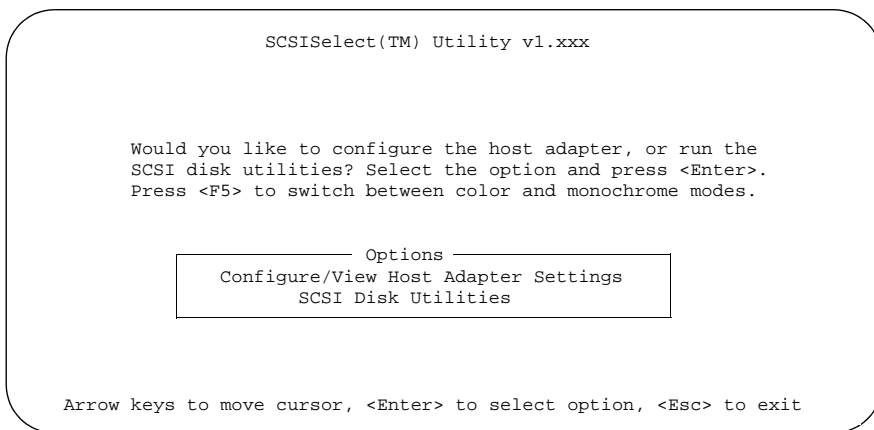 SCSISelect(TM) Utility v1.xxx
Would you like to configure the host adapter, or run the
SCSI disk utilities? Select the option and press <Enter>.
Press <F5> to switch between color and monochrome modes.
Options
Configure/View Host Adapter Settings
SCSI Disk Utilities
Arrow keys to move cursor, <Enter> to select option, <Esc> to exit